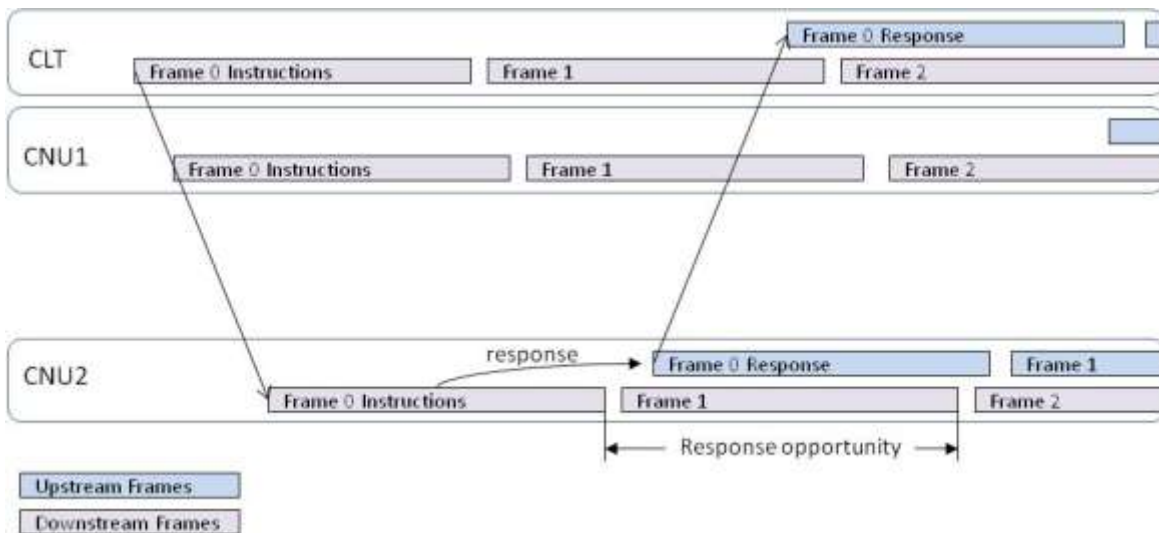 Frame 0 Response
CLT
Frame 0 Instructions
Frame 1
Frame 2
CNU1
Frame 0 Instructions
Frame 1
Frame 2
response
CNU2
Frame 0 Response
Frame 1
Frame 0 Instructions
Frame 1
Frame 2
Response opportunity
Upstream Frames
Downstream Frames